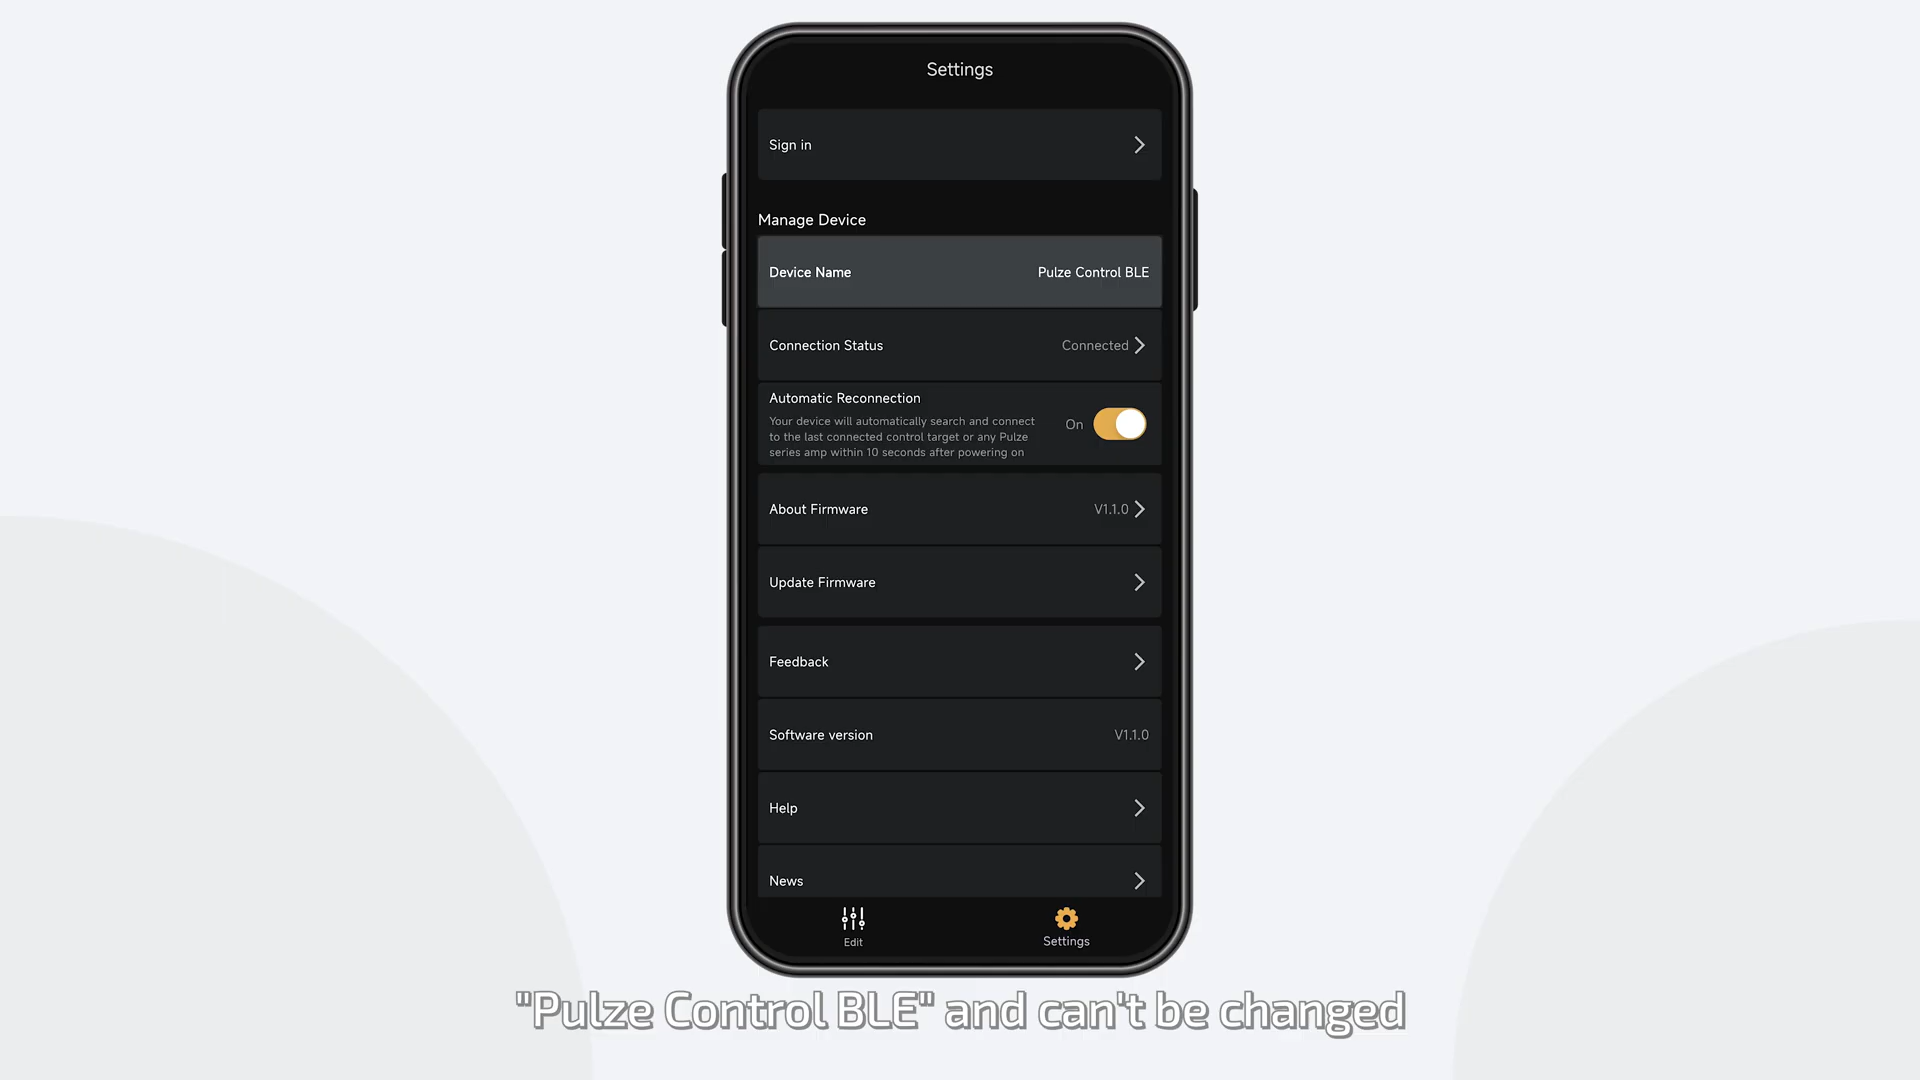 Settings
Sign in
Manage Device
Device Name Pulze Control BLE
Connection Status Connected
Automatic Reconnection
Your device will automatically search and connect
to the last connected control target or any Pulze
series amp within 10 seconds after powering on
On
About Firmware V1.1.0
Update Firmware
Feedback
Software version V1.1.0
Help
News
Edit Settings
"Pulze Control BLE" and can't be changed